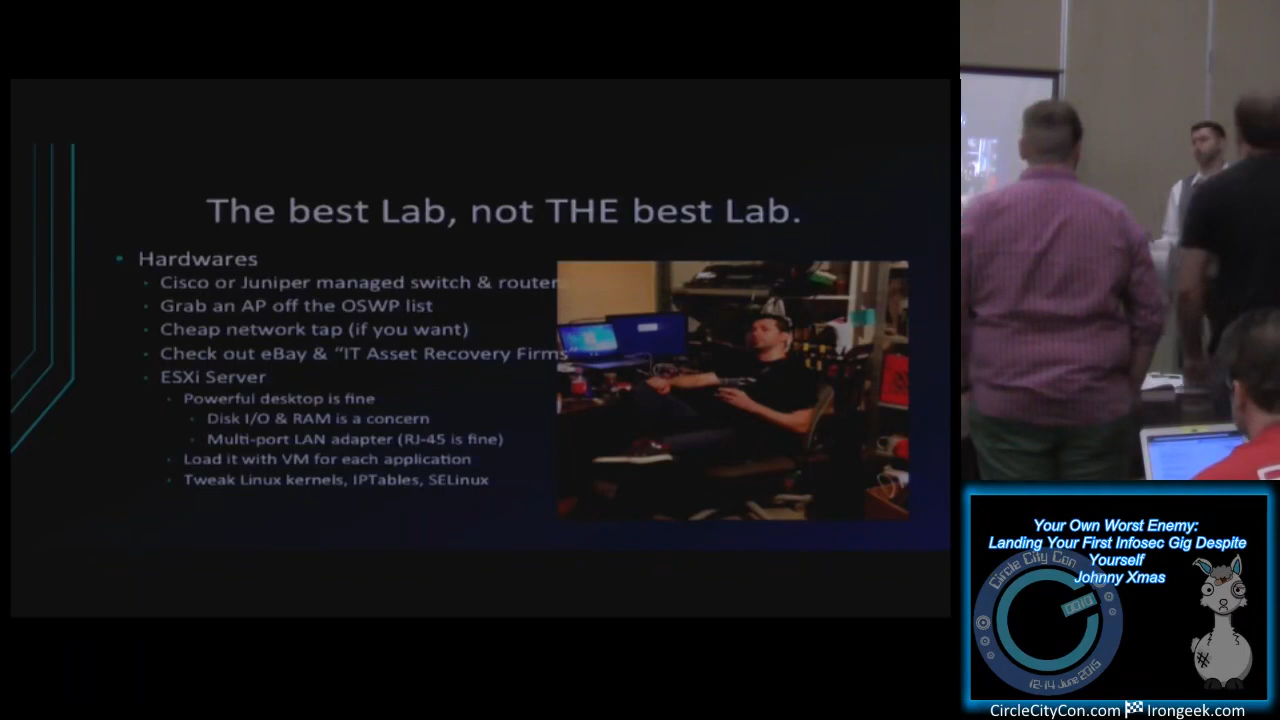 The best Lab, not THE best Lab.
Hardwares
Cisco or Juniper managed switch & router
Grab an AP off the OSWP list
Cheap network tap (if you want)
Check out eBay & “IT Asset Recovery Firms
ESXi Server
Powerful desktop is fine
Disk I/O & RAM is a concern
Multi-port LAN adapter (RJ-45 is fine)
Load it with VM for each application
Tweak Linux kernels, IPTables, SELinux
Your Own Worst Enemy:
Landing Your First Infosec Gig Despite
Yourself
Johnny Xmas
Circle City Con
12-14 June 2015
CircleCityCon.com Irongeek.com